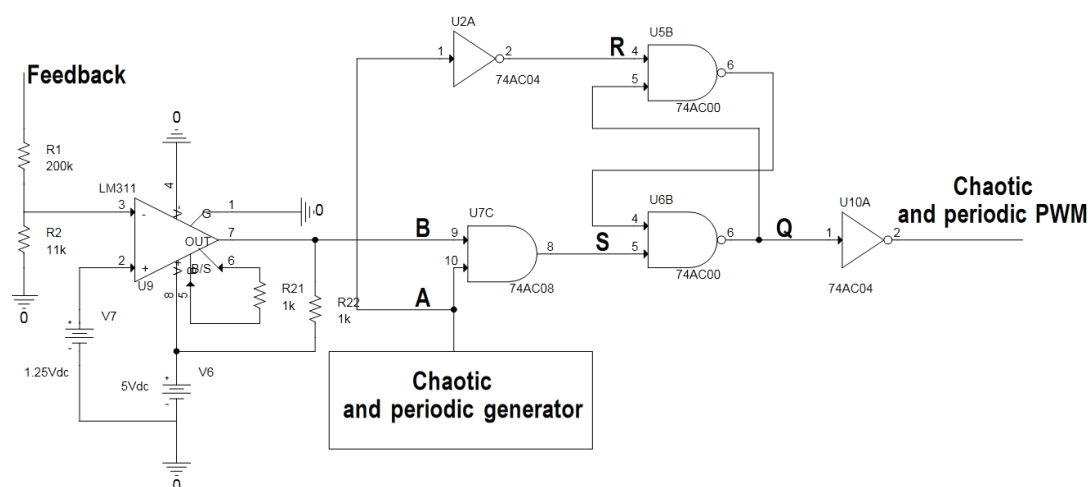 U2A
1
2
74AC04
R
U5B
4
5
6
74AC00
Feedback
R1
200k
0
LM311
4
V-
G
1
0
3
-
7
OUT
R2
11k
2
+
V+
B
B/S
6
U9
5
8
R21
1k
R22
1k
0
V7
1.25Vdc
5Vdc
V6
0
B
U7C
9
10
8
74AC08
A
S
U6B
4
5
6
74AC00
Q
U10A
1
2
74AC04
Chaotic
and periodic PWM
Chaotic
and periodic generator